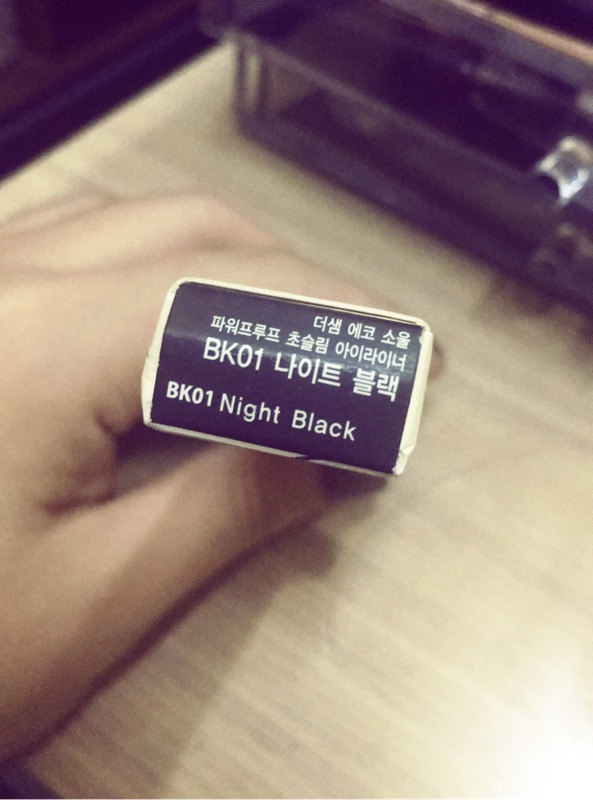 더샘 에코 소울
파워프루프 초슬림 아이라이너
BK01 나이트 블랙
BK01 Night Black